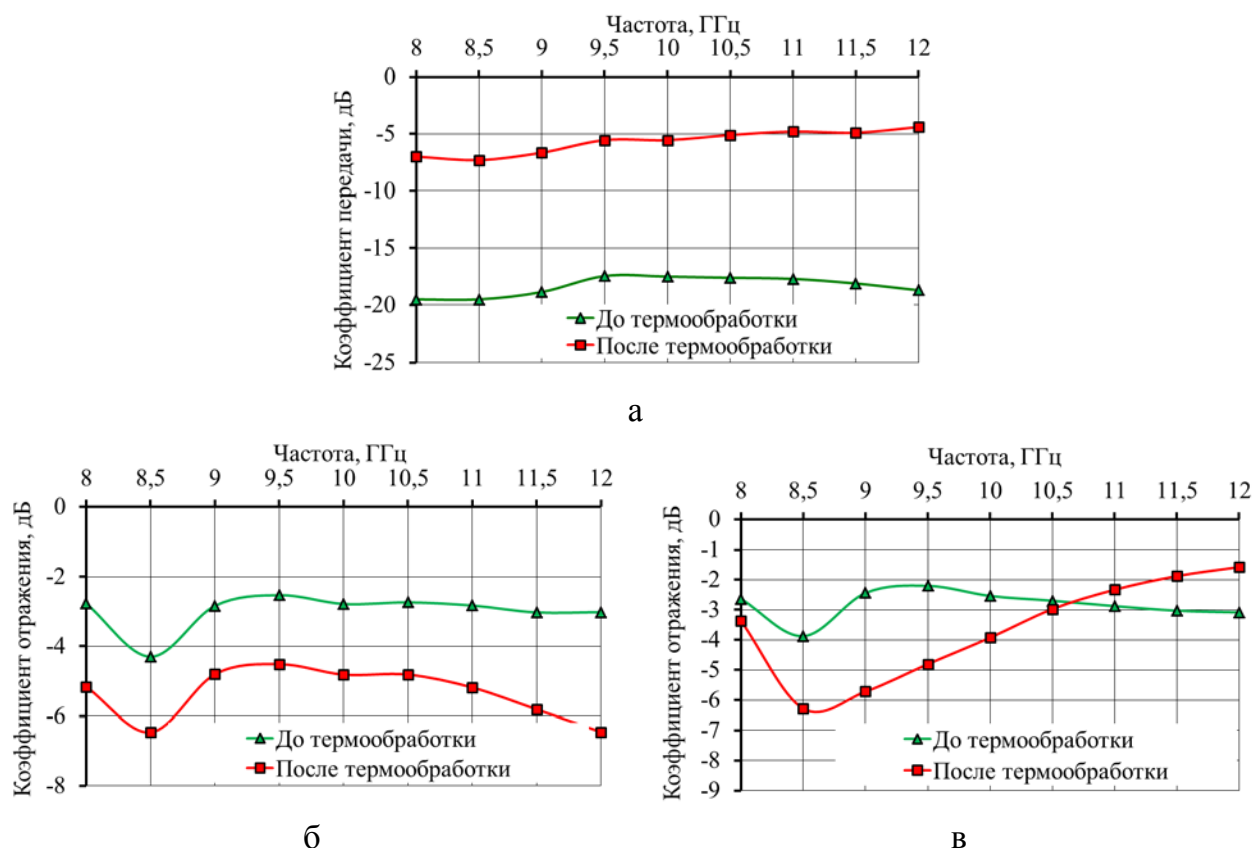 Частота, ГГц
8 8,5 9 9,5 10 10,5 11 11,5 12
Коэффициент передачи, дБ
0
-5
-10
-15
-20
-25
До термообработки
После термообработки
а
Частота, ГГц
8 8,5 9 9,5 10 10,5 11 11,5 12
Коэффициент отражения, дБ
0
-2
-4
-6
-8
До термообработки
После термообработки
б
Частота, ГГц
8 8,5 9 9,5 10 10,5 11 11,5 12
Коэффициент отражения, дБ
0
-1
-2
-3
-4
-5
-6
-7
-8
-9
До термообработки
После термообработки
в